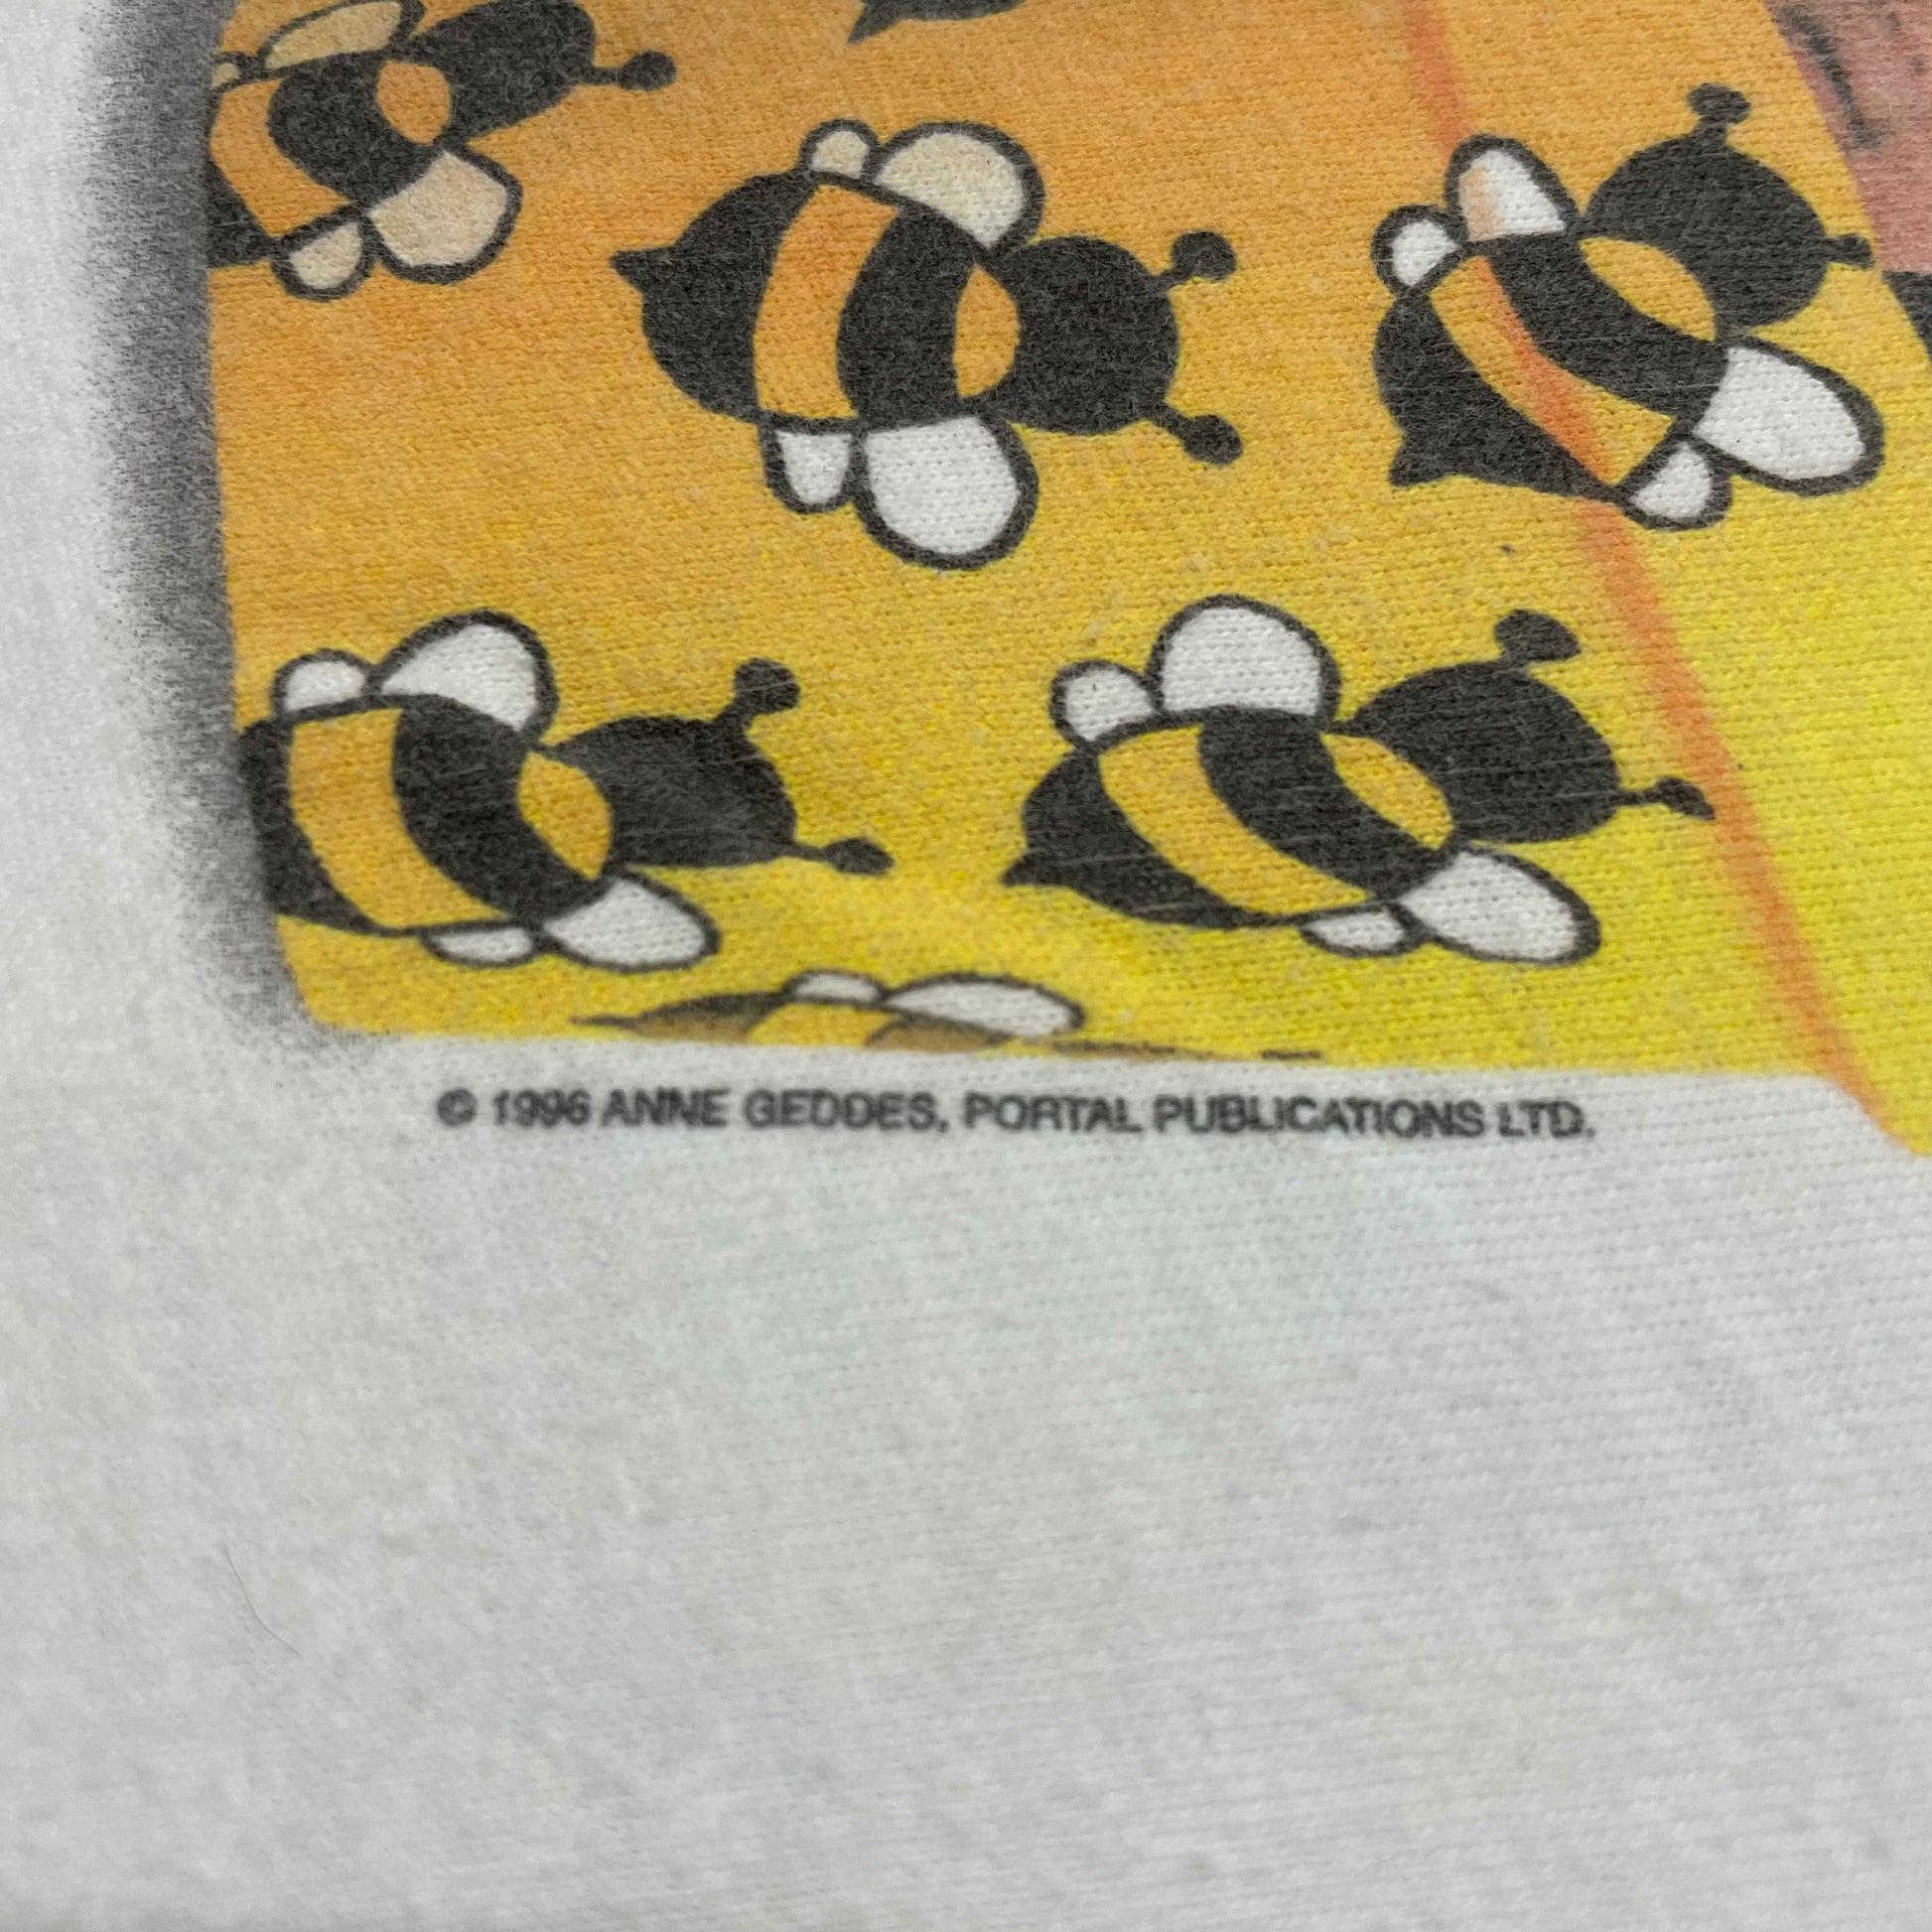 © 1996 ANNE GEDDES, PORTAL PUBLICATIONS LTD.